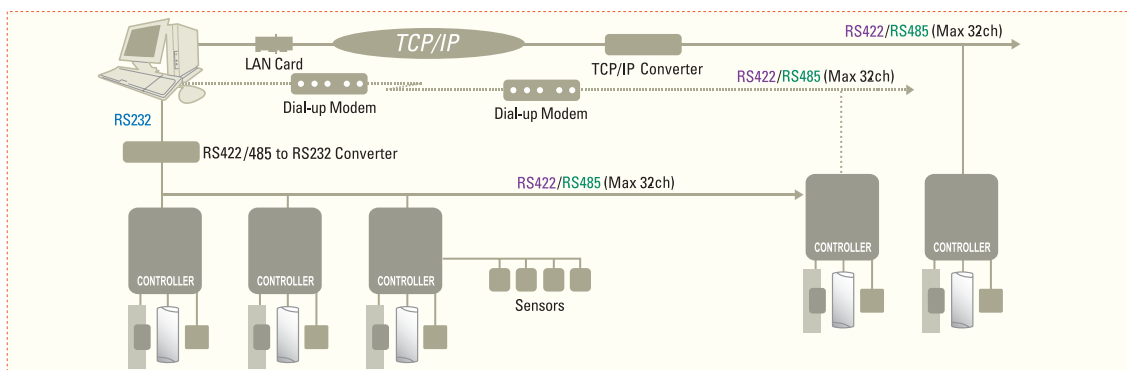 TCP/IP
RS422/RS485 (Max 32ch)
LAN Card
TCP/IP Converter
RS422/RS485 (Max 32ch)
Dial-up Modem
Dial-up Modem
RS232
RS422/485 to RS232 Converter
RS422/RS485 (Max 32ch)
CONTROLLER
CONTROLLER
CONTROLLER
CONTROLLER
CONTROLLER
Sensors